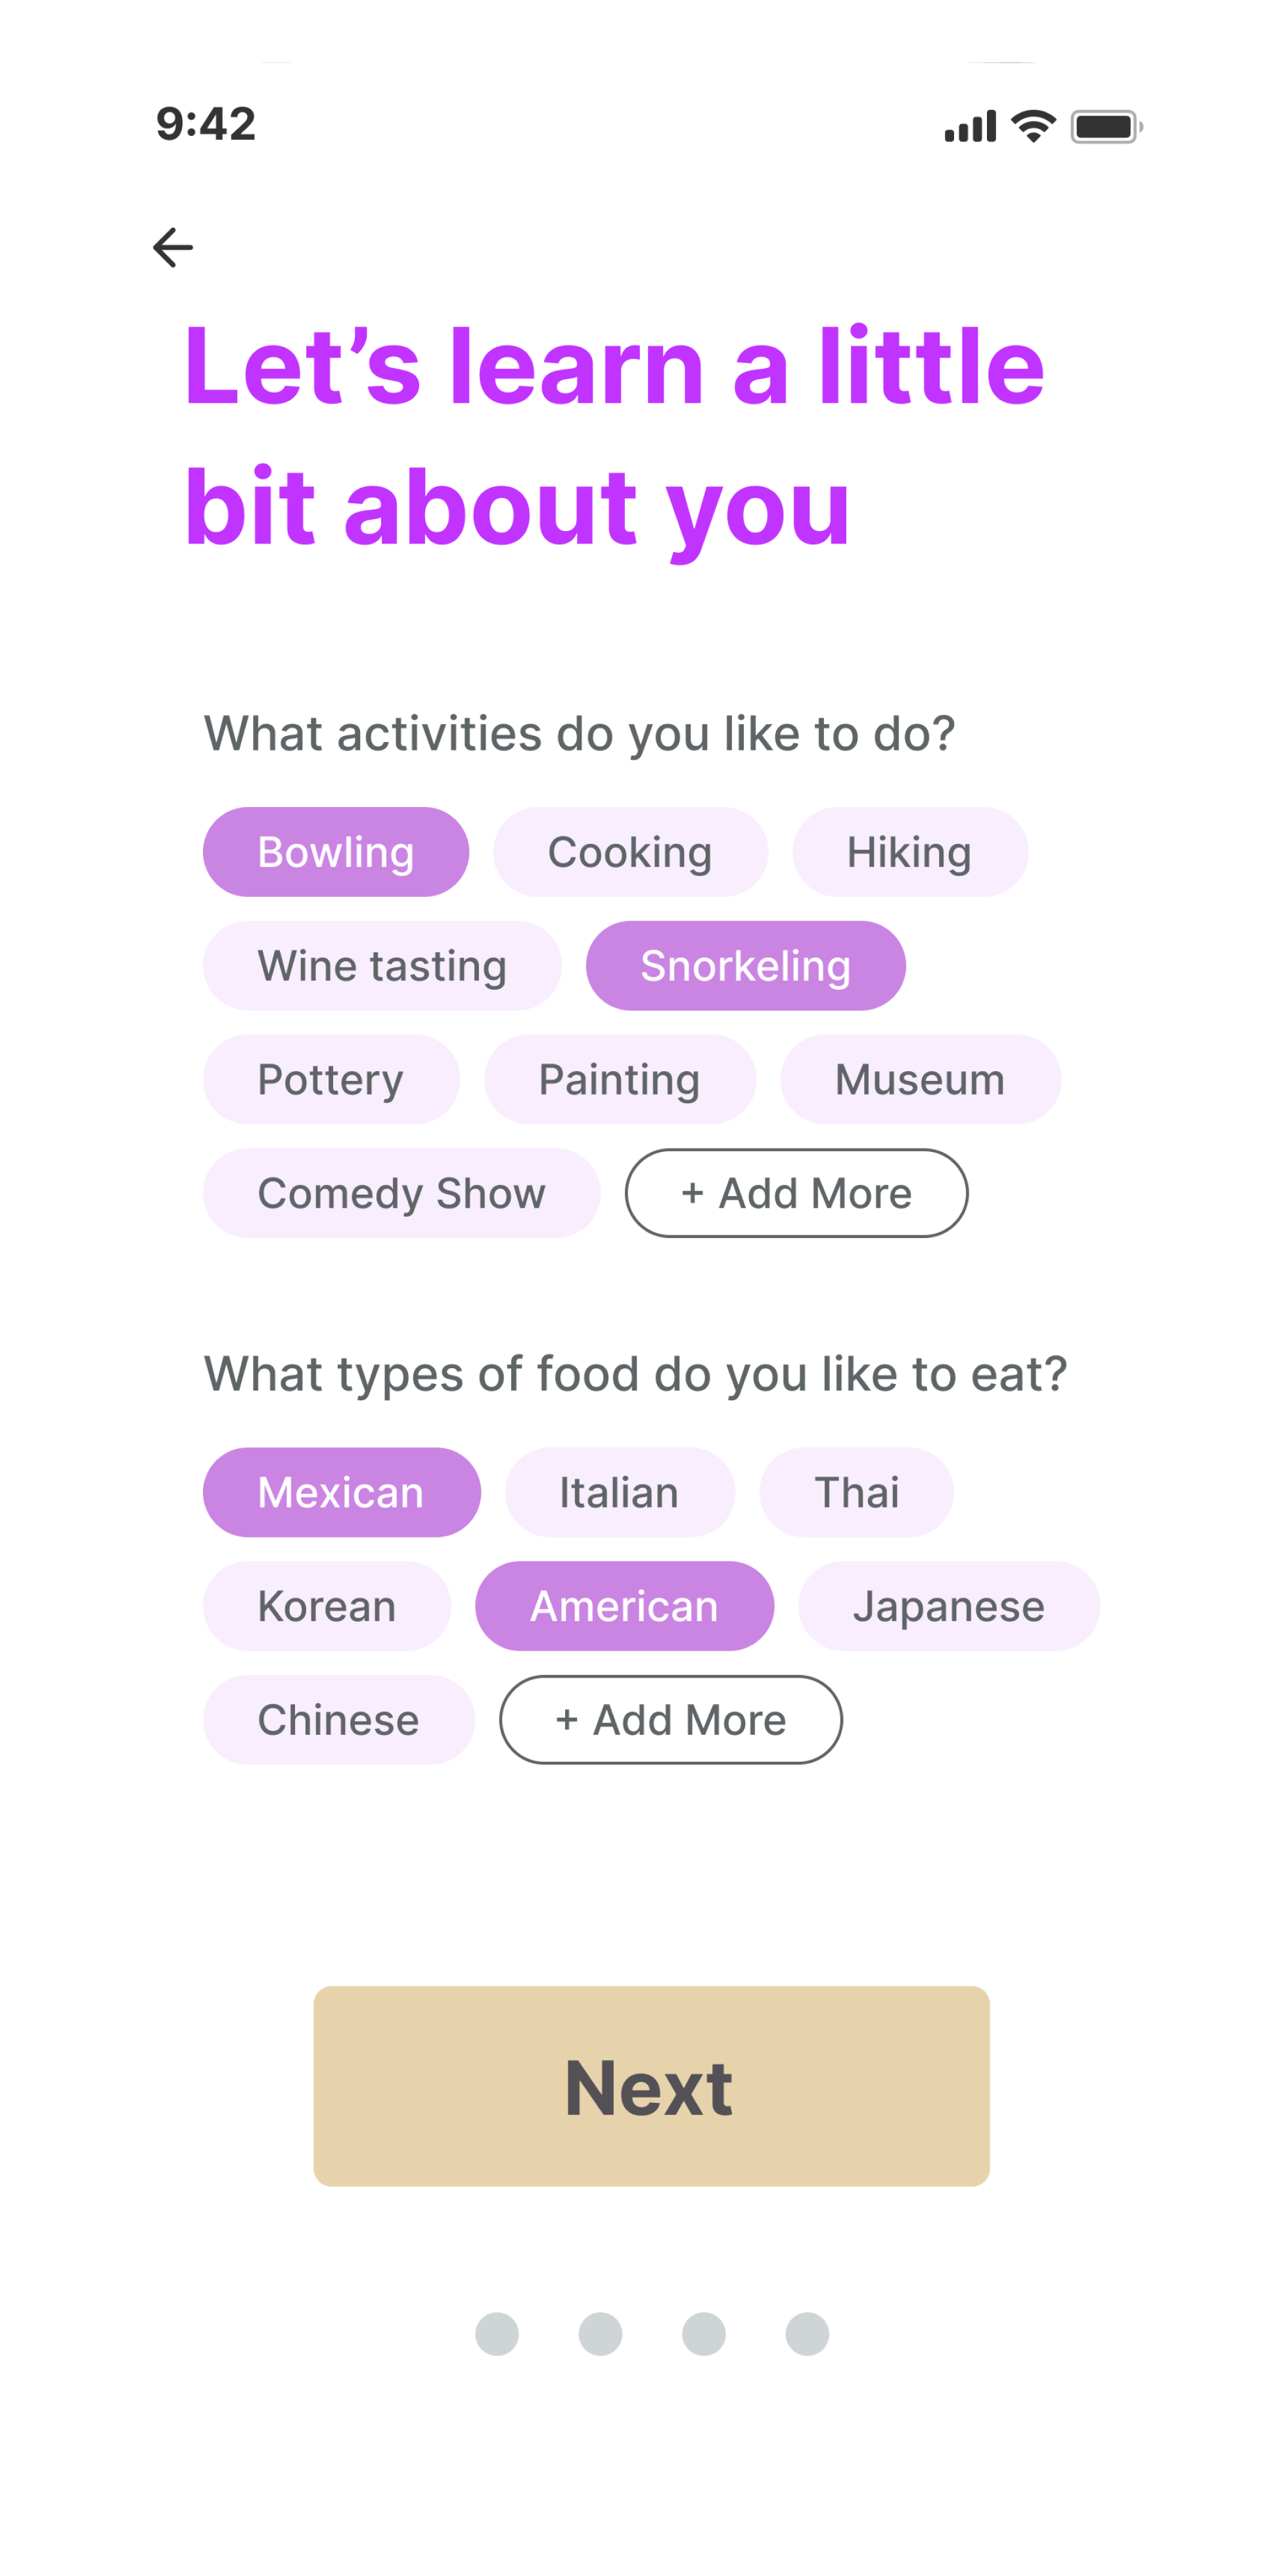 9:42
Let’s learn a little
bit about you
What activities do you like to do?
Bowling Cooking Hiking
Wine tasting Snorkeling
Pottery Painting Museum
Comedy Show + Add More
What types of food do you like to eat?
Mexican Italian Thai
Korean American Japanese
Chinese + Add More
Next